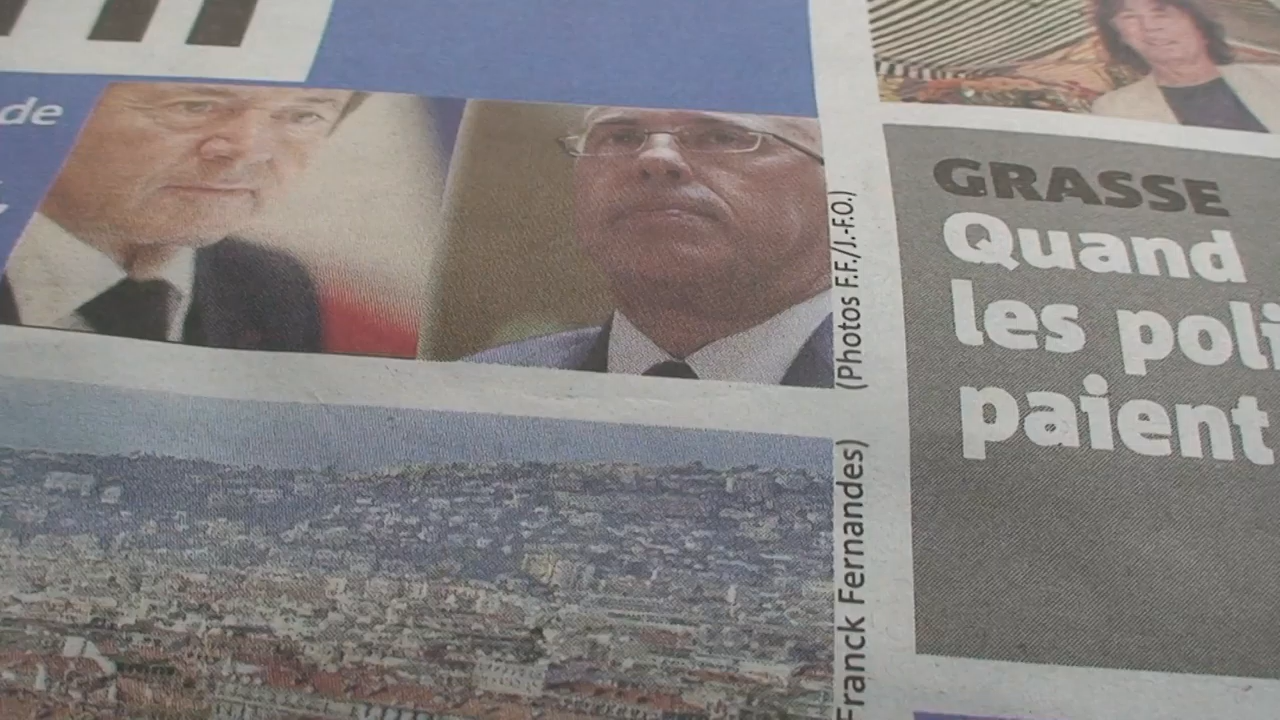 de
(Photos F.F./J.-F.O.)
Franck Fernandes)
GRASSE
Quand
les poli
paient